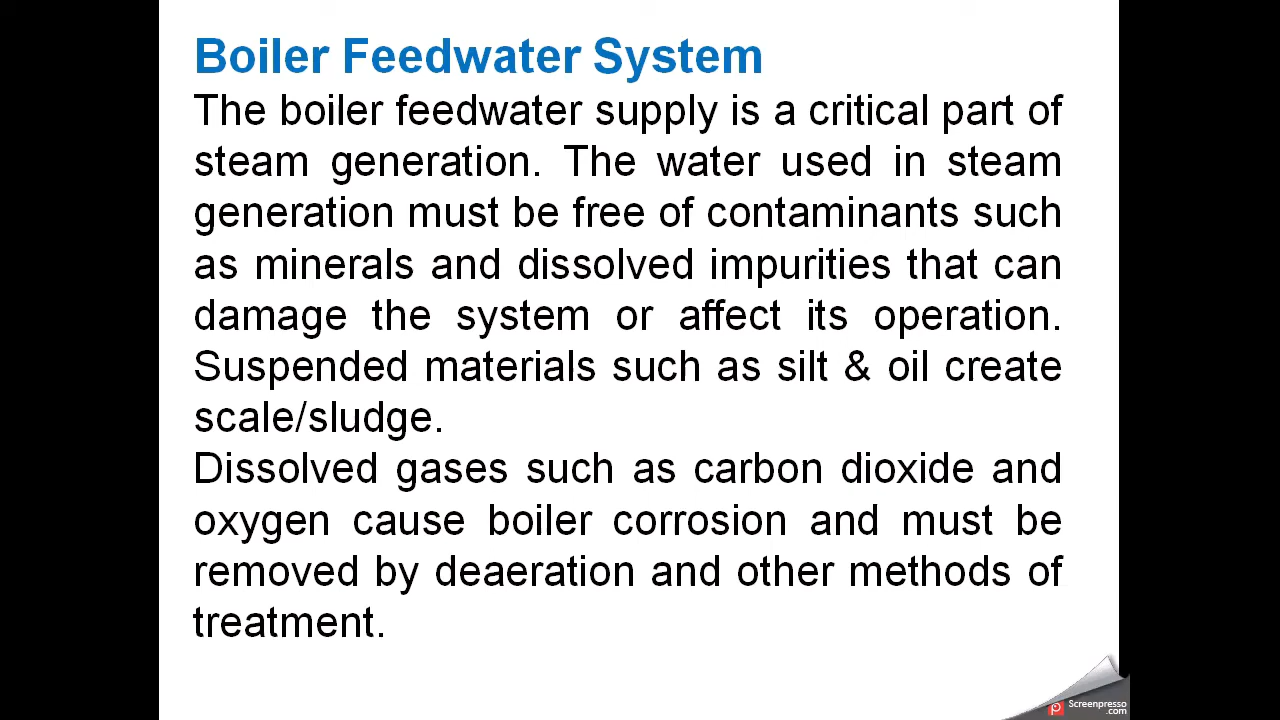 Boiler Feedwater System
The boiler feedwater supply is a critical part of
steam generation. The water used in steam
generation must be free of contaminants such
as minerals and dissolved impurities that can
damage the system or affect its operation.
Suspended materials such as silt & oil create
scale/sludge.
Dissolved gases such as carbon dioxide and
oxygen cause boiler corrosion and must be
removed by deaeration and other methods of
treatment.
Screenpresso
.com